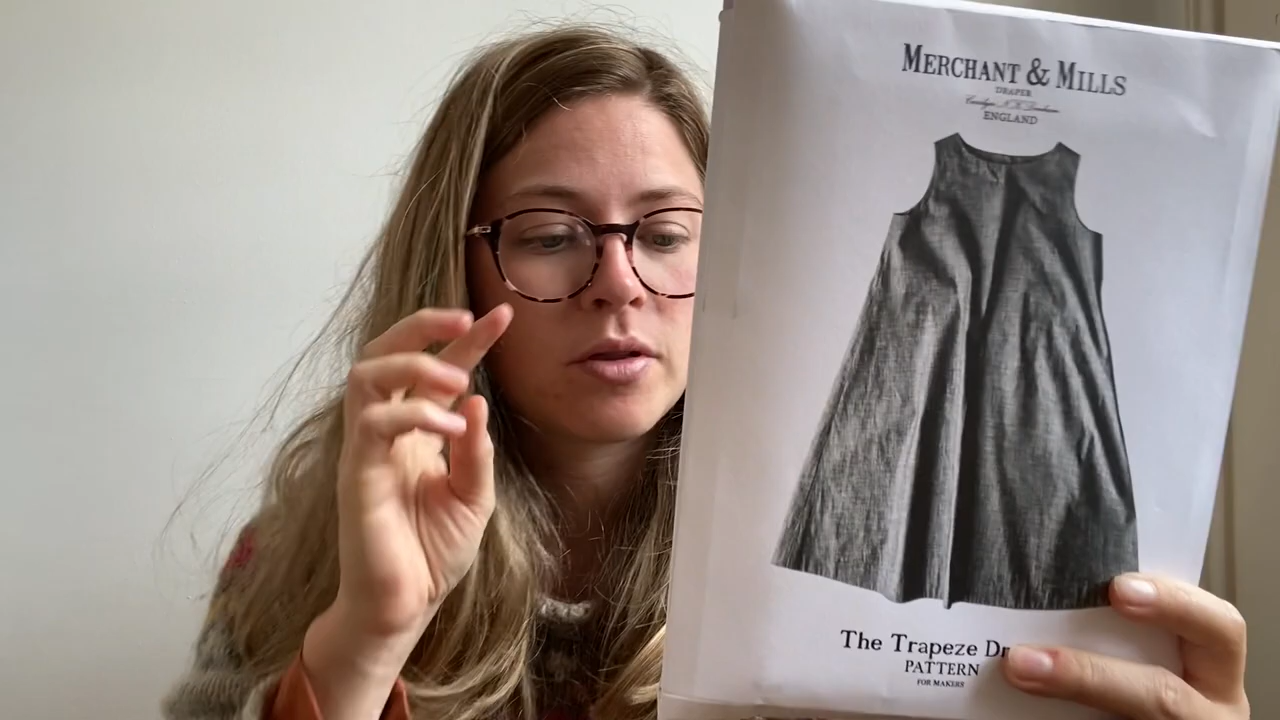 MERCHANT & MILLS
DRAPER
ENGLAND
The Trapeze Dr
PATTERN
FOR MAKERS